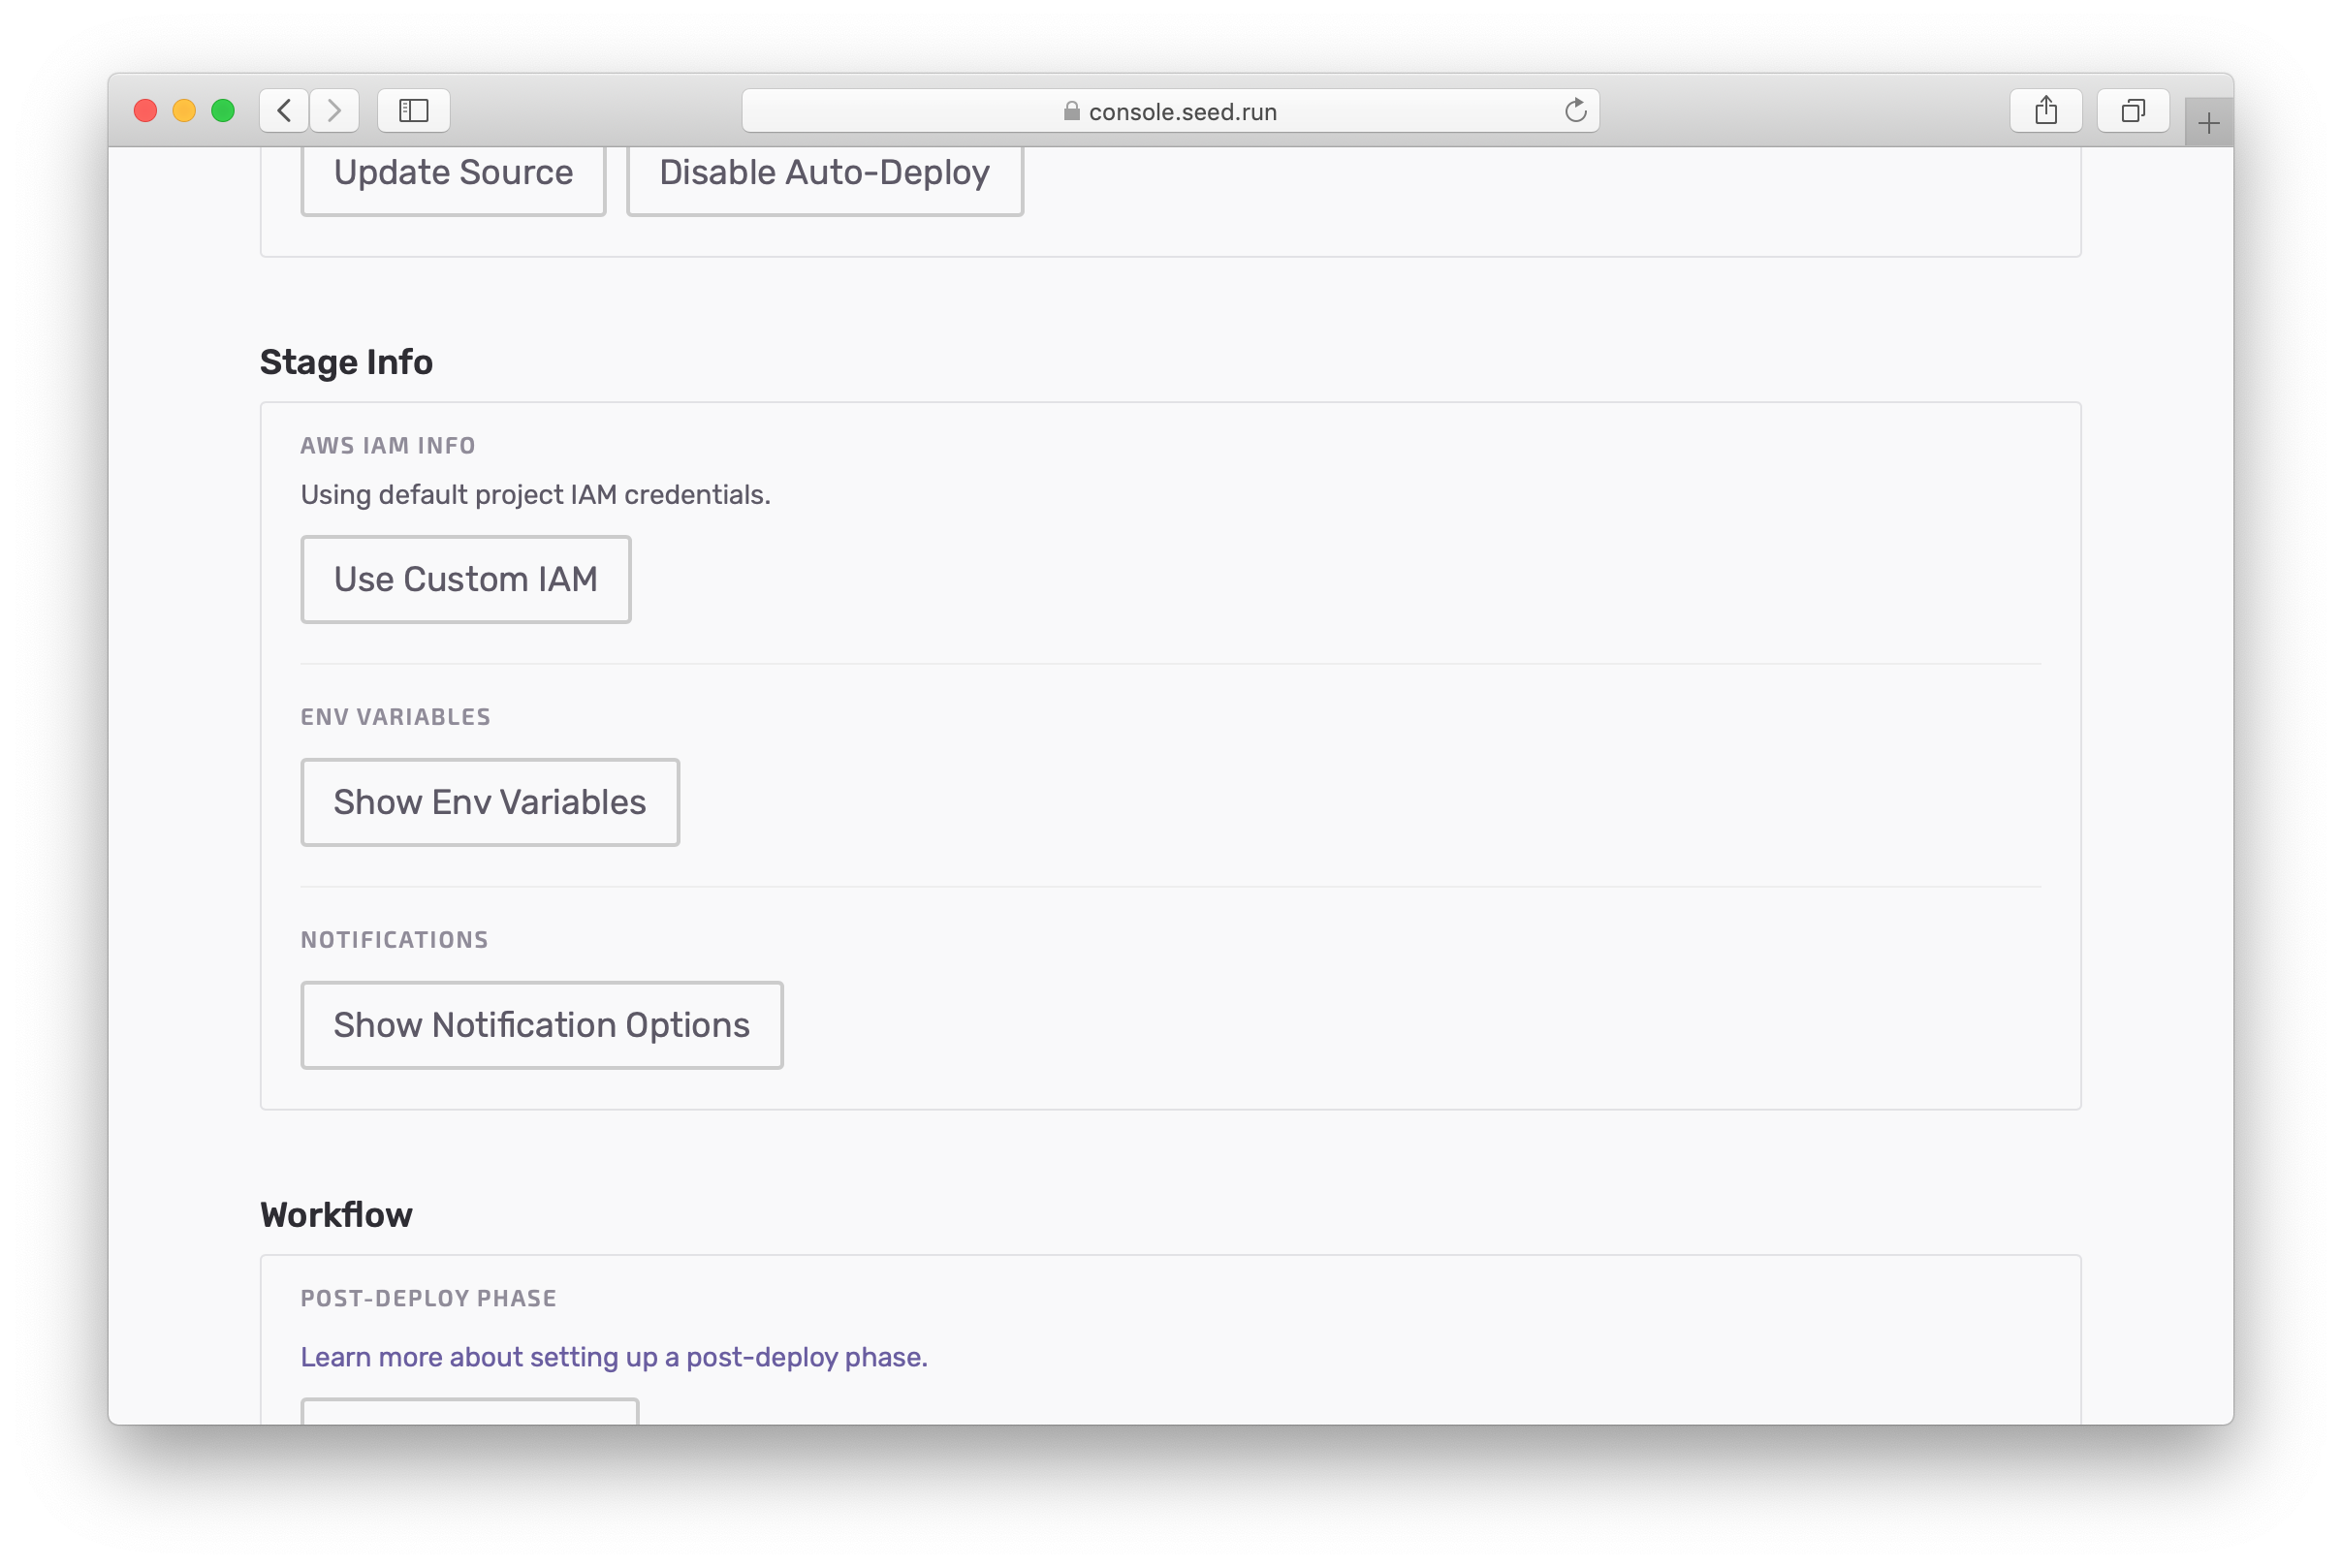 console.seed.run
Update Source
Disable Auto-Deploy
Stage Info
AWS IAM INFO
Using default project IAM credentials.
Use Custom IAM
ENV VARIABLES
Show Env Variables
NOTIFICATIONS
Show Notification Options
Workflow
POST-DEPLOY PHASE
Learn more about setting up a post-deploy phase.